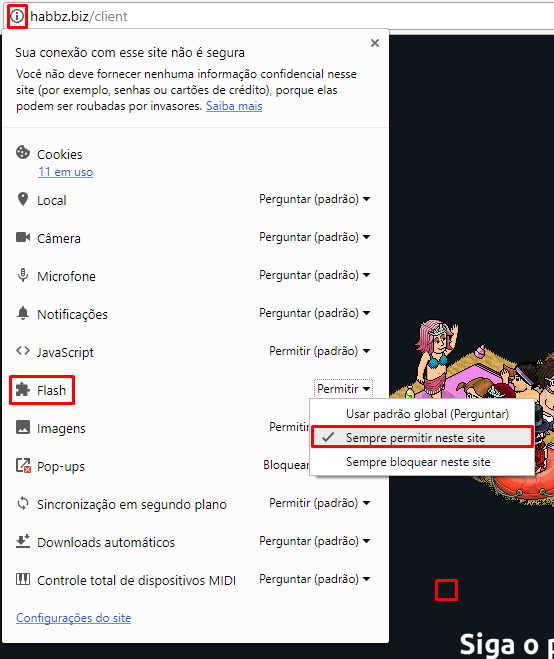 habbz.biz/client
Sua conexão com esse site não é segura
Você não deve fornecer nenhuma informação confidencial nesse
site (por exemplo, senhas ou cartões de crédito), porque elas
podem ser roubadas por invasores. Saiba mais
Cookies
11 em uso
Local Perguntar (padrão)
Câmera Perguntar (padrão)
Microfone Perguntar (padrão)
Notificações Perguntar (padrão)
JavaScript Permitir (padrão)
Flash Permitir
Usar padrão global (Perguntar)
Imagens Permitir
Sempre permitir neste site
Pop-ups Bloquear
Sempre bloquear neste site
Sincronização em segundo plano Permitir (padrão)
Downloads automáticos Perguntar (padrão)
Controle total de dispositivos MIDI Perguntar (padrão)
Configurações do site
Siga o